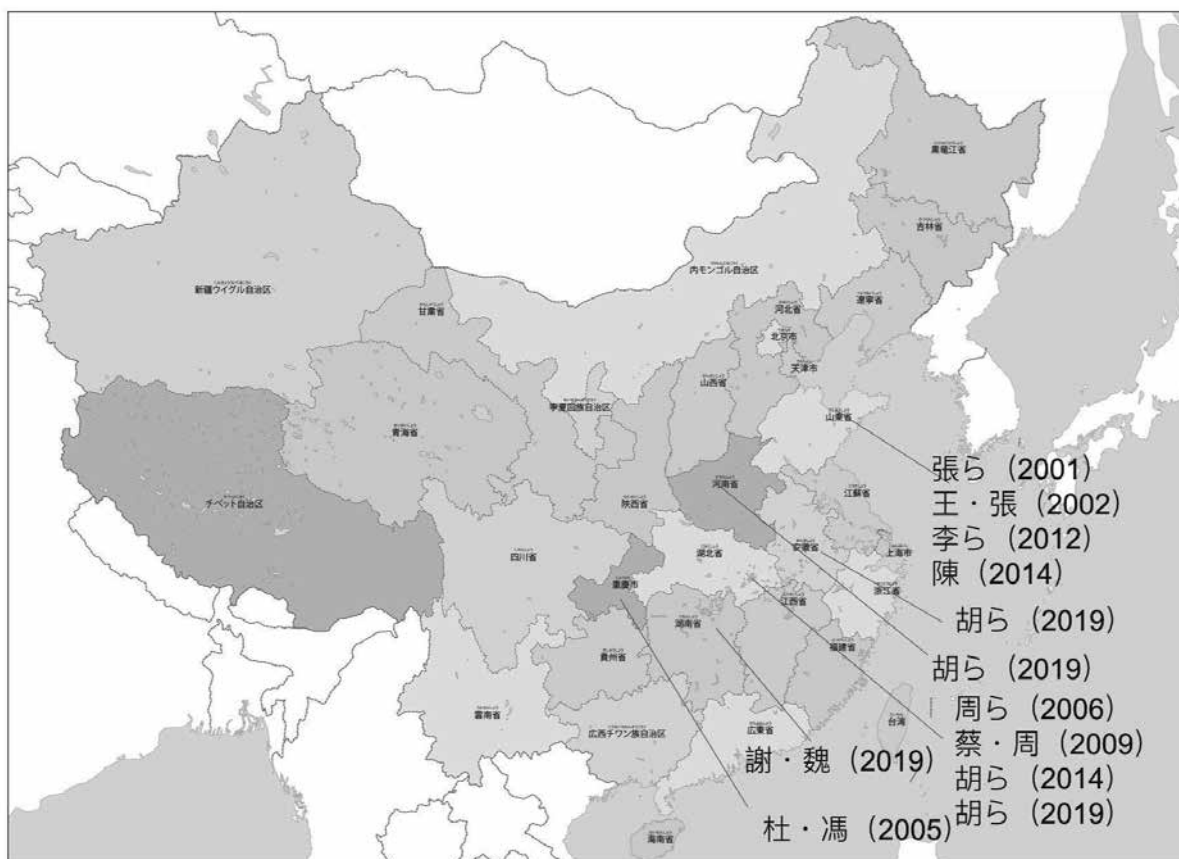 黒竜江省
吉林省
内モンゴル自治区
新疆ウイグル自治区
遼寧省
河北省
甘粛省
北京市
天津市
山西省
寧夏回族自治区
山東省
青海省
張ら（2001）
河南省
江蘇省
チベット自治区
陝西省
王・張（2002）
李ら（2012）
湖北省
安徽省
上海市
四川省
陳（2014）
重慶市
浙江省
江西省
胡ら（2019）
湖南省
福建省
貴州省
胡ら（2019）
周ら（2006）
雲南省
台湾
広西チワン族自治区
広東省
蔡・周（2009）
謝・魏（2019）
胡ら（2014）
胡ら（2019）
杜・馮（2005）
海南省